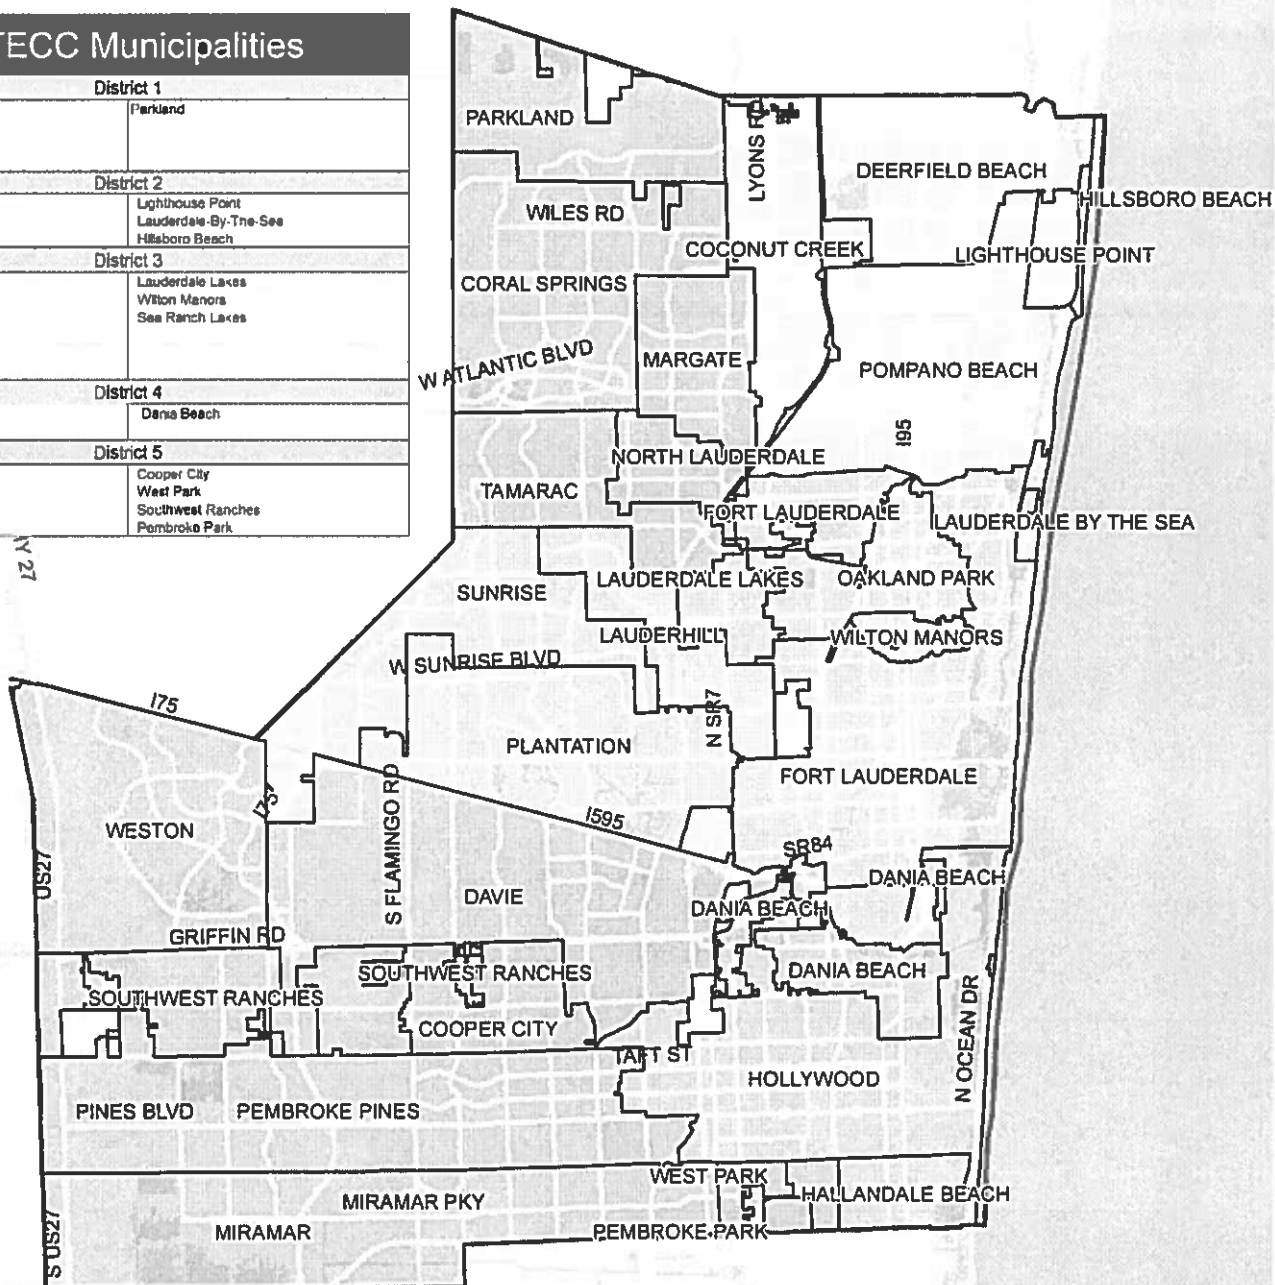 TECC Municipalities
District 1
Parkland
District 2
Lighthouse Point
Lauderdale-By-The-Sea
Hillsboro Beach
District 3
Lauderdale Lakes
Wilton Manors
Sea Ranch Lakes
District 4
Dania Beach
District 5
Cooper City
West Park
Southwest Ranches
Pembroke Park
Y 27
PARKLAND
LYONS RD
DEERFIELD BEACH
HILLSBORO BEACH
WILES RD
COCONUT CREEK
LIGHTHOUSE POINT
CORAL SPRINGS
W ATLANTIC BLVD
MARGATE
POMPANO BEACH
I95
NORTH LAUDERDALE
TAMARAC
FORT LAUDERDALE
LAUDERDALE BY THE SEA
LAUDERDALE LAKES
OAKLAND PARK
SUNRISE
LAUDERHILL
WILTON MANORS
W SUNRISE BLVD
I75
N SR7
PLANTATION
FORT LAUDERDALE
I75
I595
WESTON
S FLAMINGO RD
SR84
US27
DANIA BEACH
DAVIE
DANIA BEACH
GRIFFIN RD
SOUTHWEST RANCHES
DANIA BEACH
SOUTHWEST RANCHES
N OCEAN DR
COOPER CITY
TAFT ST
HOLLYWOOD
PINES BLVD
PEMBROKE PINES
WEST PARK
MIRAMAR PKY
HALLANDALE BEACH
MIRAMAR
PEMBROKE PARK
S US27